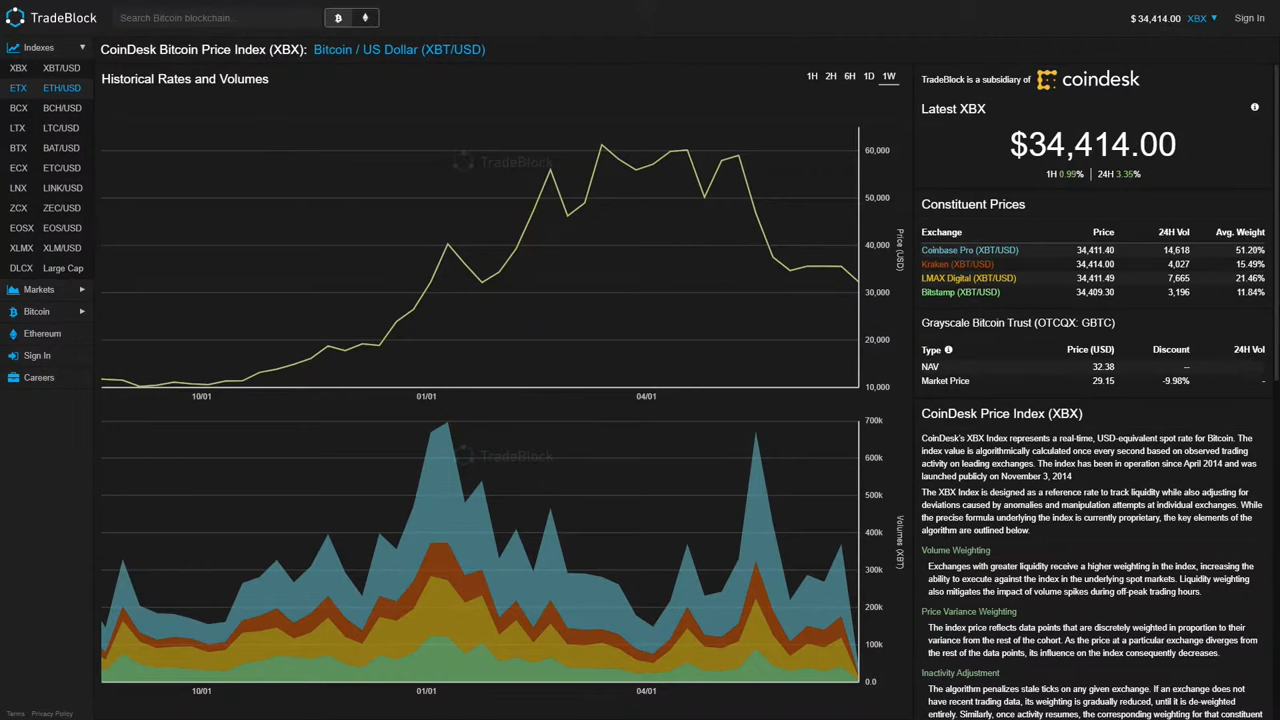 TradeBlock
Search Bitcoin blockchain...
$ 34,414.00 XBX ▼
Sign In
Indexes ▼
XBX XBT/USD
ETX ETH/USD
BCX BCH/USD
LTX LTC/USD
BTX BAT/USD
ECX ETC/USD
LNX LINK/USD
ZCX ZEC/USD
EOSX EOS/USD
XLMX XLM/USD
DLCX Large Cap
Markets
Bitcoin
Ethereum
Sign In
Careers
Terms Privacy Policy
CoinDesk Bitcoin Price Index (XBX): Bitcoin / US Dollar (XBT/USD)
Historical Rates and Volumes
1H 2H 6H 1D 1W
TradeBlock
60,000
50,000
40,000
30,000
20,000
10,000
Price (USD)
10/01 01/01 04/01
TradeBlock
700k
600k
500k
400k
300k
200k
100k
0.0
Volumes (XBT)
10/01 01/01 04/01
TradeBlock is a subsidiary of coindesk
Latest XBX
$34,414.00
1H 0.99% | 24H 3.35%
Constituent Prices
Exchange Price 24H Vol Avg. Weight
Coinbase Pro (XBT/USD) 34,411.40 14,618 51.20%
Kraken (XBT/USD) 34,414.00 4,027 15.49%
LMAX Digital (XBT/USD) 34,411.49 7,665 21.46%
Bitstamp (XBT/USD) 34,409.30 3,196 11.84%
Grayscale Bitcoin Trust (OTCQX: GBTC)
Type Price (USD) Discount 24H Vol
NAV 32.38 --
Market Price 29.15 -9.98% -
CoinDesk Price Index (XBX)
CoinDesk's XBX Index represents a real-time, USD-equivalent spot rate for Bitcoin. The
index value is algorithmically calculated once every second based on observed trading
activity on leading exchanges. The index has been in operation since April 2014 and was
launched publicly on November 3, 2014
The XBX Index is designed as a reference rate to track liquidity while also adjusting for
deviations caused by anomalies and manipulation attempts at individual exchanges. While
the precise formula underlying the index is currently proprietary, the key elements of the
algorithm are outlined below.
Volume Weighting
Exchanges with greater liquidity receive a higher weighting in the index, increasing the
ability to execute against the index in the underlying spot markets. Liquidity weighting
also mitigates the impact of volume spikes during off-peak trading hours.
Price Variance Weighting
The index price reflects data points that are discretely weighted in proportion to their
variance from the rest of the cohort. As the price at a particular exchange diverges from
the rest of the data points, its influence on the index consequently decreases.
Inactivity Adjustment
The algorithm penalizes stale ticks on any given exchange. If an exchange does not
have recent trading data, its weighting is gradually reduced, until it is de-weighted
entirely. Similarly, once activity resumes, the corresponding weighting for that constituent